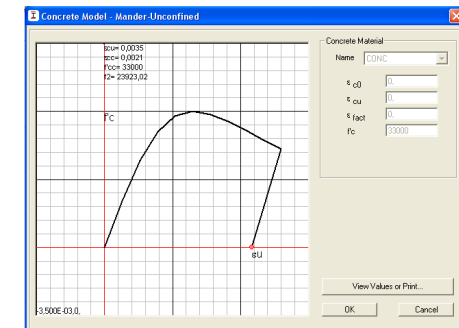 Concrete Model - Mander-Unconfined
εcu= 0,0035
εcc= 0,0021
f'cc= 33000
f2= 23923,02
f'C
εU
-3,500E-03,0,
Concrete Material
Name CONC
ε c0 0,
ε cu 0,
ε fact 0,
f'c 33000
View Values or Print...
OK Cancel